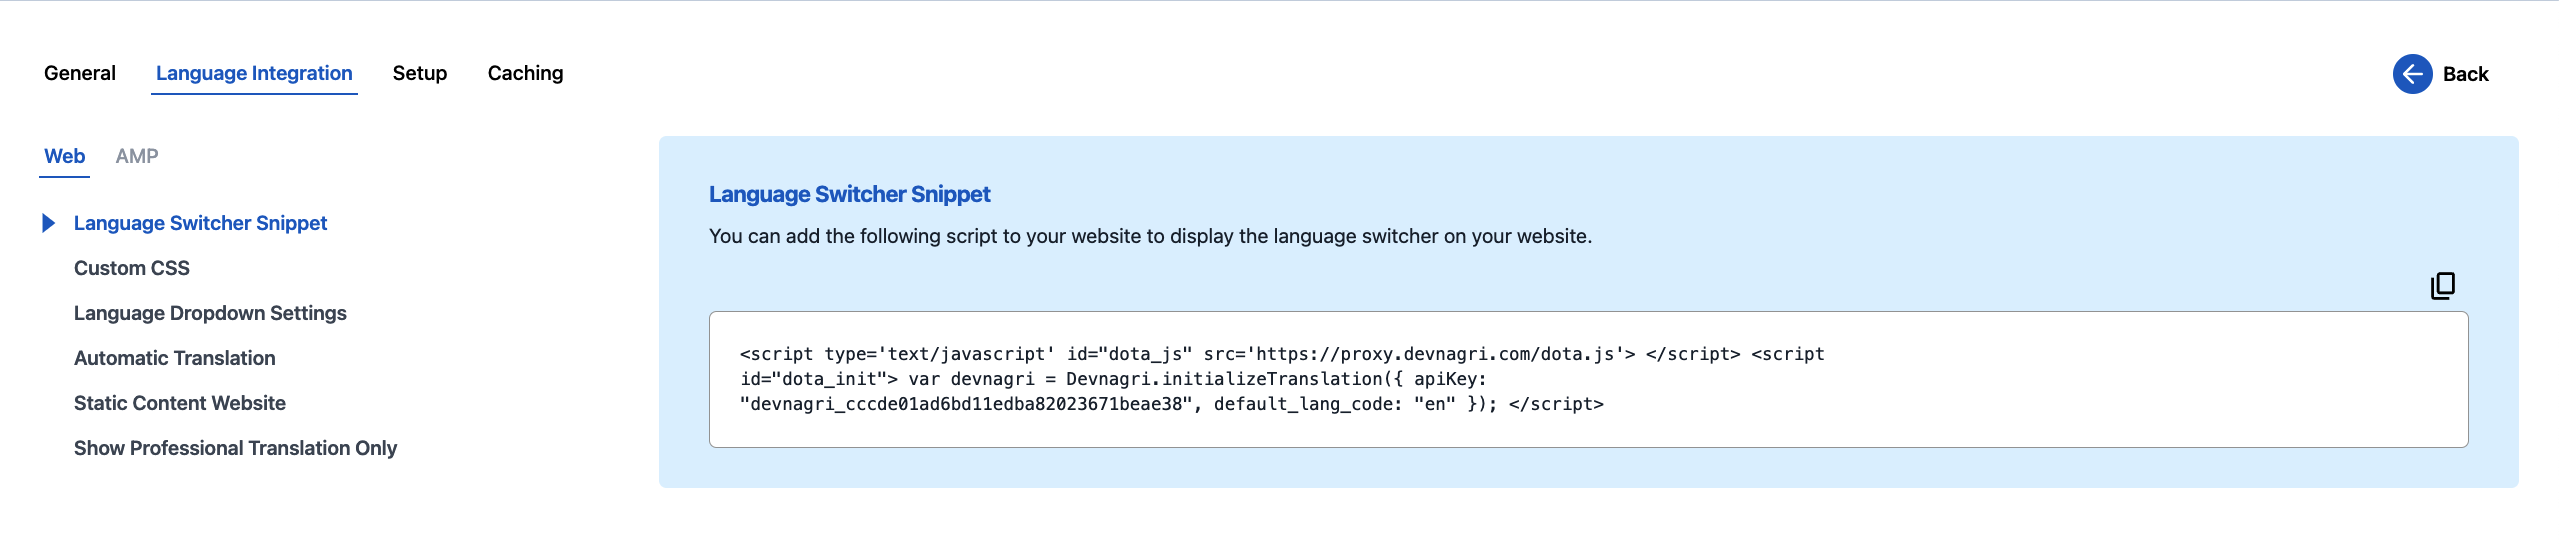 General
Language Integration
Setup
Caching
Back
Web
AMP
Language Switcher Snippet
Custom CSS
Language Dropdown Settings
Automatic Translation
Static Content Website
Show Professional Translation Only
Language Switcher Snippet
You can add the following script to your website to display the language switcher on your website.
<script type='text/javascript' id="dota_js" src='https://proxy.devnagri.com/dota.js'> </script> <script
id="dota_init"> var devnagri = Devnagri.initializeTranslation({ apiKey:
"devnagri_cccde01ad6bd11edba82023671beae38", default_lang_code: "en" }); </script>